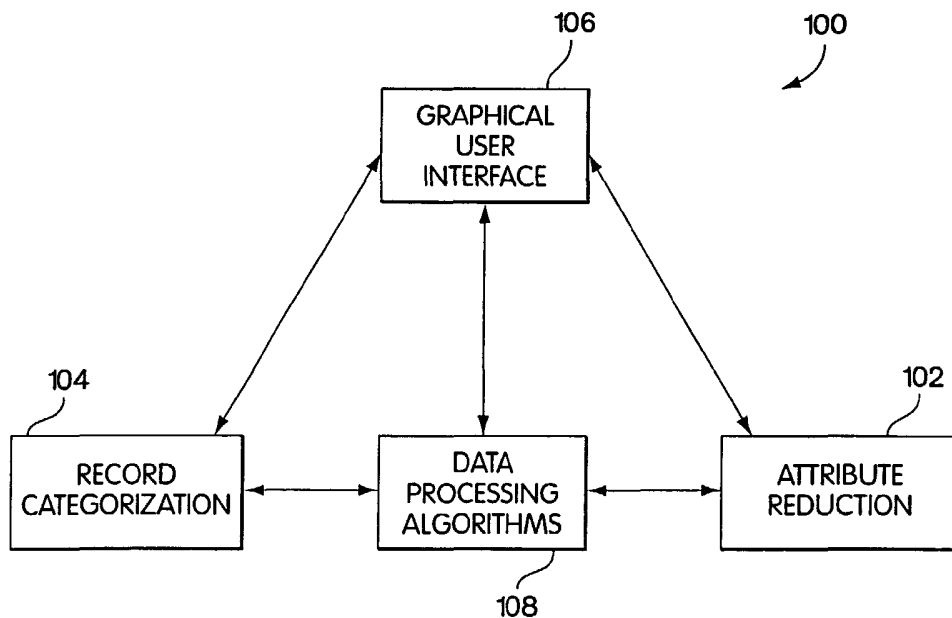 106
100
GRAPHICAL
USER
INTERFACE
104
102
RECORD
CATEGORIZATION
DATA
PROCESSING
ALGORITHMS
ATTRIBUTE
REDUCTION
108